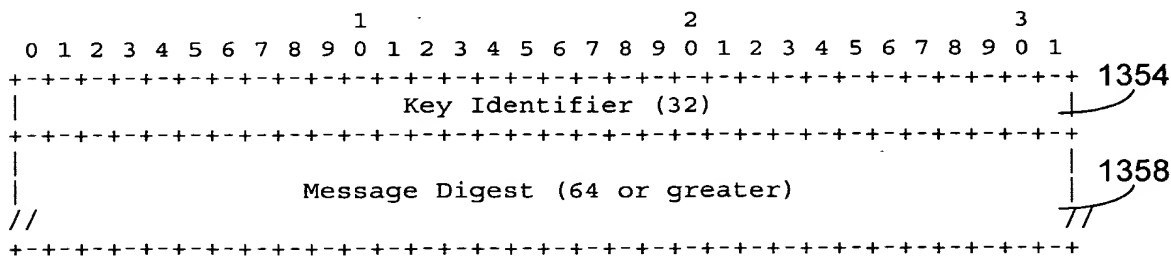 1 2 3
0 1 2 3 4 5 6 7 8 9 0 1 2 3 4 5 6 7 8 9 0 1 2 3 4 5 6 7 8 9 0 1
+-+-+-+-+-+-+-+-+-+-+-+-+-+-+-+-+-+-+-+-+-+-+-+-+-+-+-+-+-+-+-+-+
1354
| Key Identifier (32) |
+-+-+-+-+-+-+-+-+-+-+-+-+-+-+-+-+-+-+-+-+-+-+-+-+-+-+-+-+-+-+-+-+
| |
1358
| Message Digest (64 or greater) |
// //
+-+-+-+-+-+-+-+-+-+-+-+-+-+-+-+-+-+-+-+-+-+-+-+-+-+-+-+-+-+-+-+-+